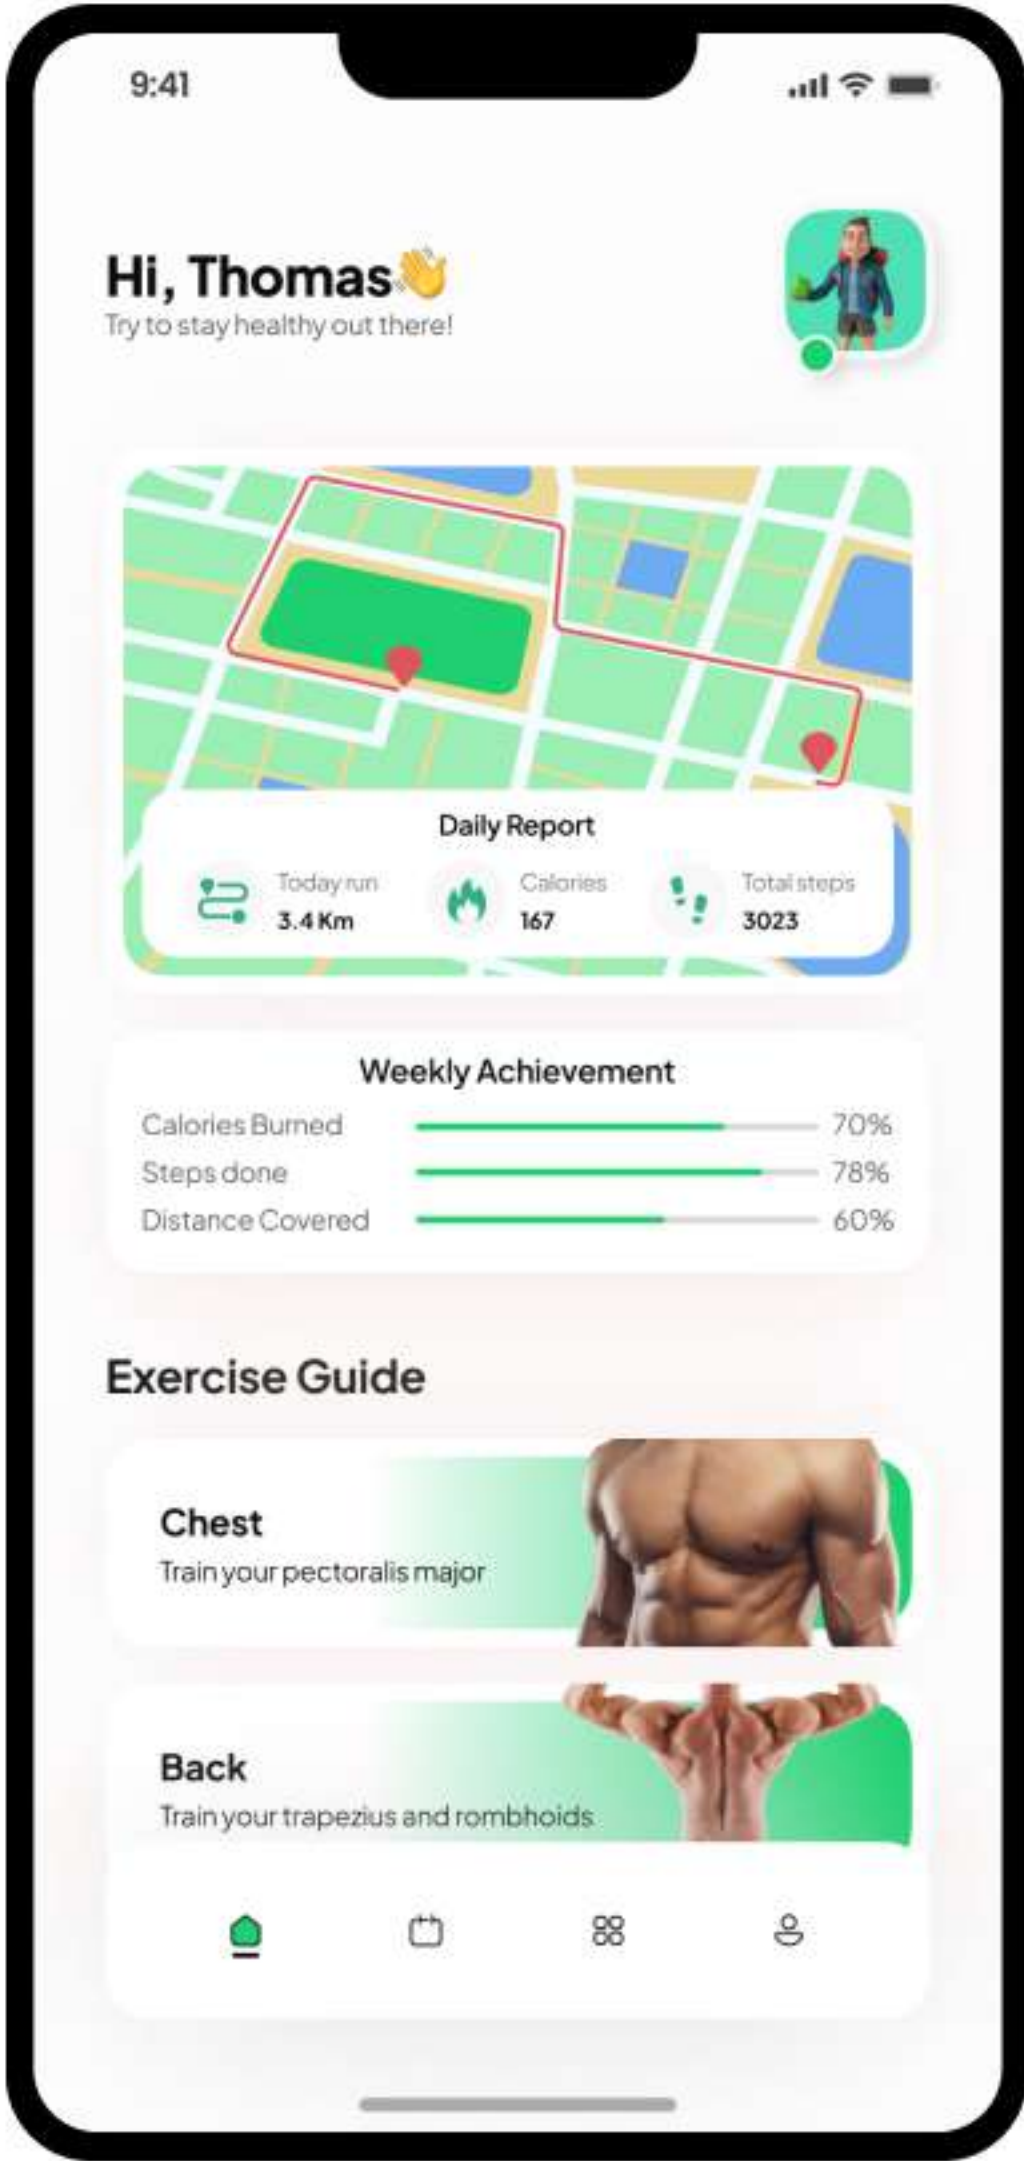 9:41
Hi, Thomas👋
Try to stay healthy out there!
Daily Report
Today run
3.4 Km
Calories
167
Total steps
3023
Weekly Achievement
Calories Burned 70%
Steps done 78%
Distance Covered 60%
Exercise Guide
Chest
Train your pectoralis major
Back
Train your trapezius and rombhoids